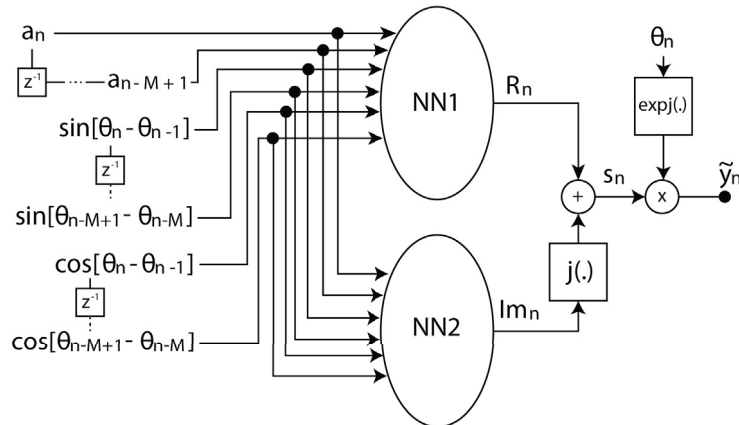 aₙ
z⁻¹
aₙ₋M+1
sin[θₙ - θₙ₋₁]
z⁻¹
sin[θₙ₋M+1 - θₙ₋M]
cos[θₙ - θₙ₋₁]
z⁻¹
cos[θₙ₋M+1 - θₙ₋M]
NN1
NN2
Rₙ
Imₙ
+
j(.)
sₙ
θₙ
expj(.)
x
ỹₙ